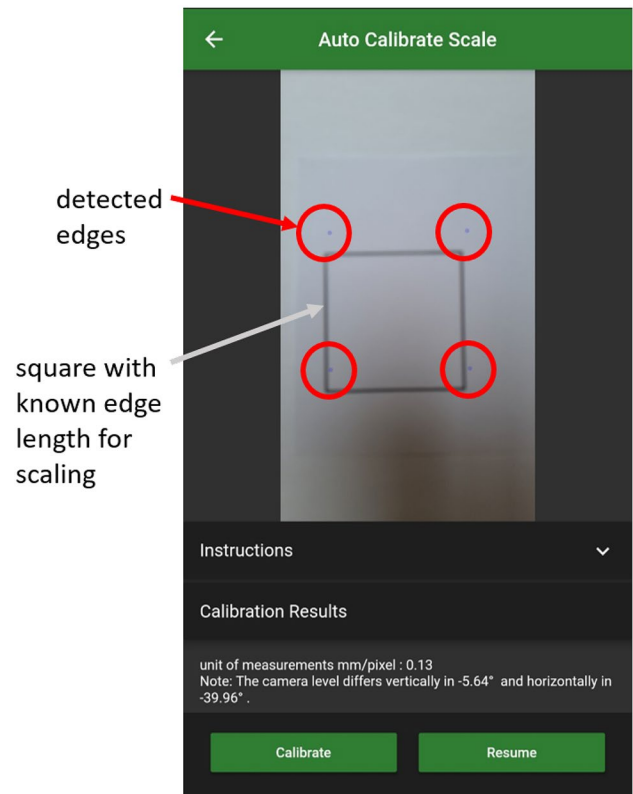 Auto Calibrate Scale
detected
edges
square with
known edge
length for
scaling
Instructions
Calibration Results
unit of measurements mm/pixel : 0.13
Note: The camera level differs vertically in -5.64° and horizontally in
-39.96° .
Calibrate
Resume